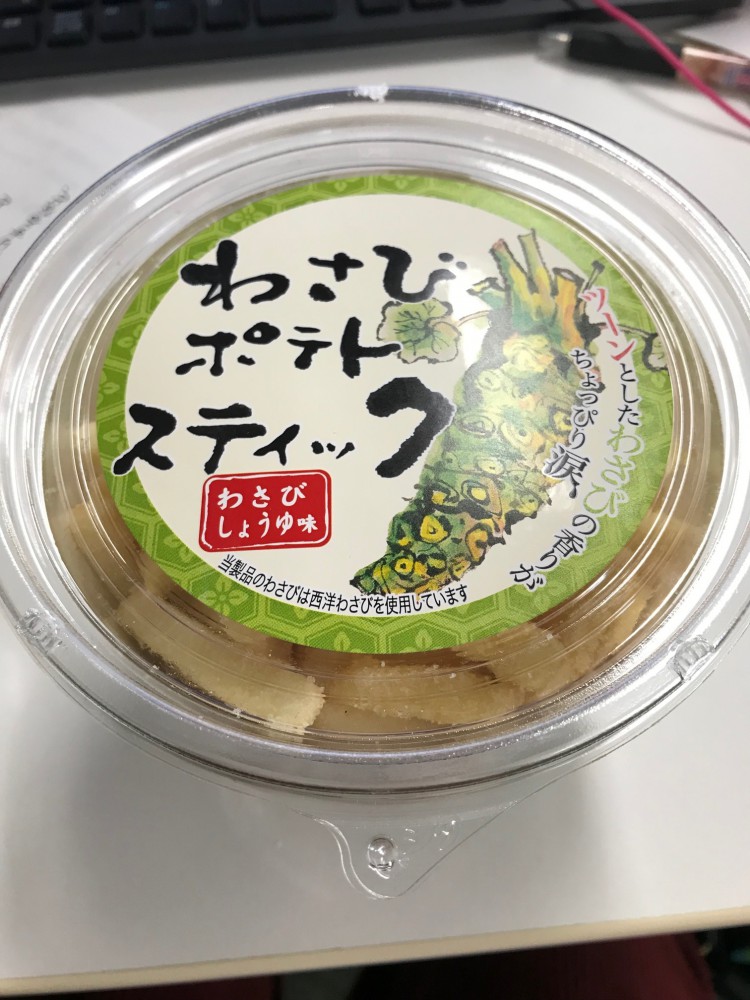 わさび
ポテト
スティック
わさび
しょうゆ味
ツーンとしたわさび
の香りが
ちょっぴり涙
当製品のわさびは西洋わさびを使用しています